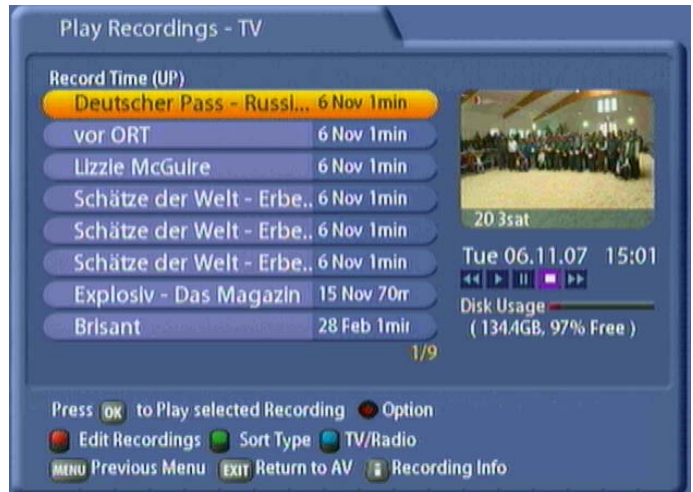 Play Recordings - TV
Record Time (UP)
Deutscher Pass - Russi... 6 Nov 1min
vor ORT 6 Nov 1min
Lizzie McGuire 6 Nov 1min
Schätze der Welt - Erbe.. 6 Nov 1min
Schätze der Welt - Erbe.. 6 Nov 1min
Schätze der Welt - Erbe.. 6 Nov 1min
Explosiv - Das Magazin 15 Nov 70m
Brisant 28 Feb 1min
1/9
20 3sat
Tue 06.11.07 15:01
Disk Usage
( 134.4GB, 97% Free )
Press OK to Play selected Recording Option
Edit Recordings Sort Type TV/Radio
MENU Previous Menu EXIT Return to AV i Recording Info